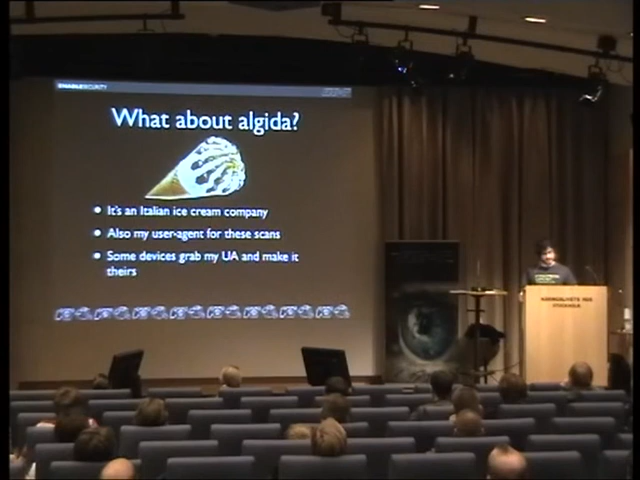 ENABLESECURITY
What about algida?
It's an Italian ice cream company
Also my user-agent for these scans
Some devices grab my UA and make it
theirs